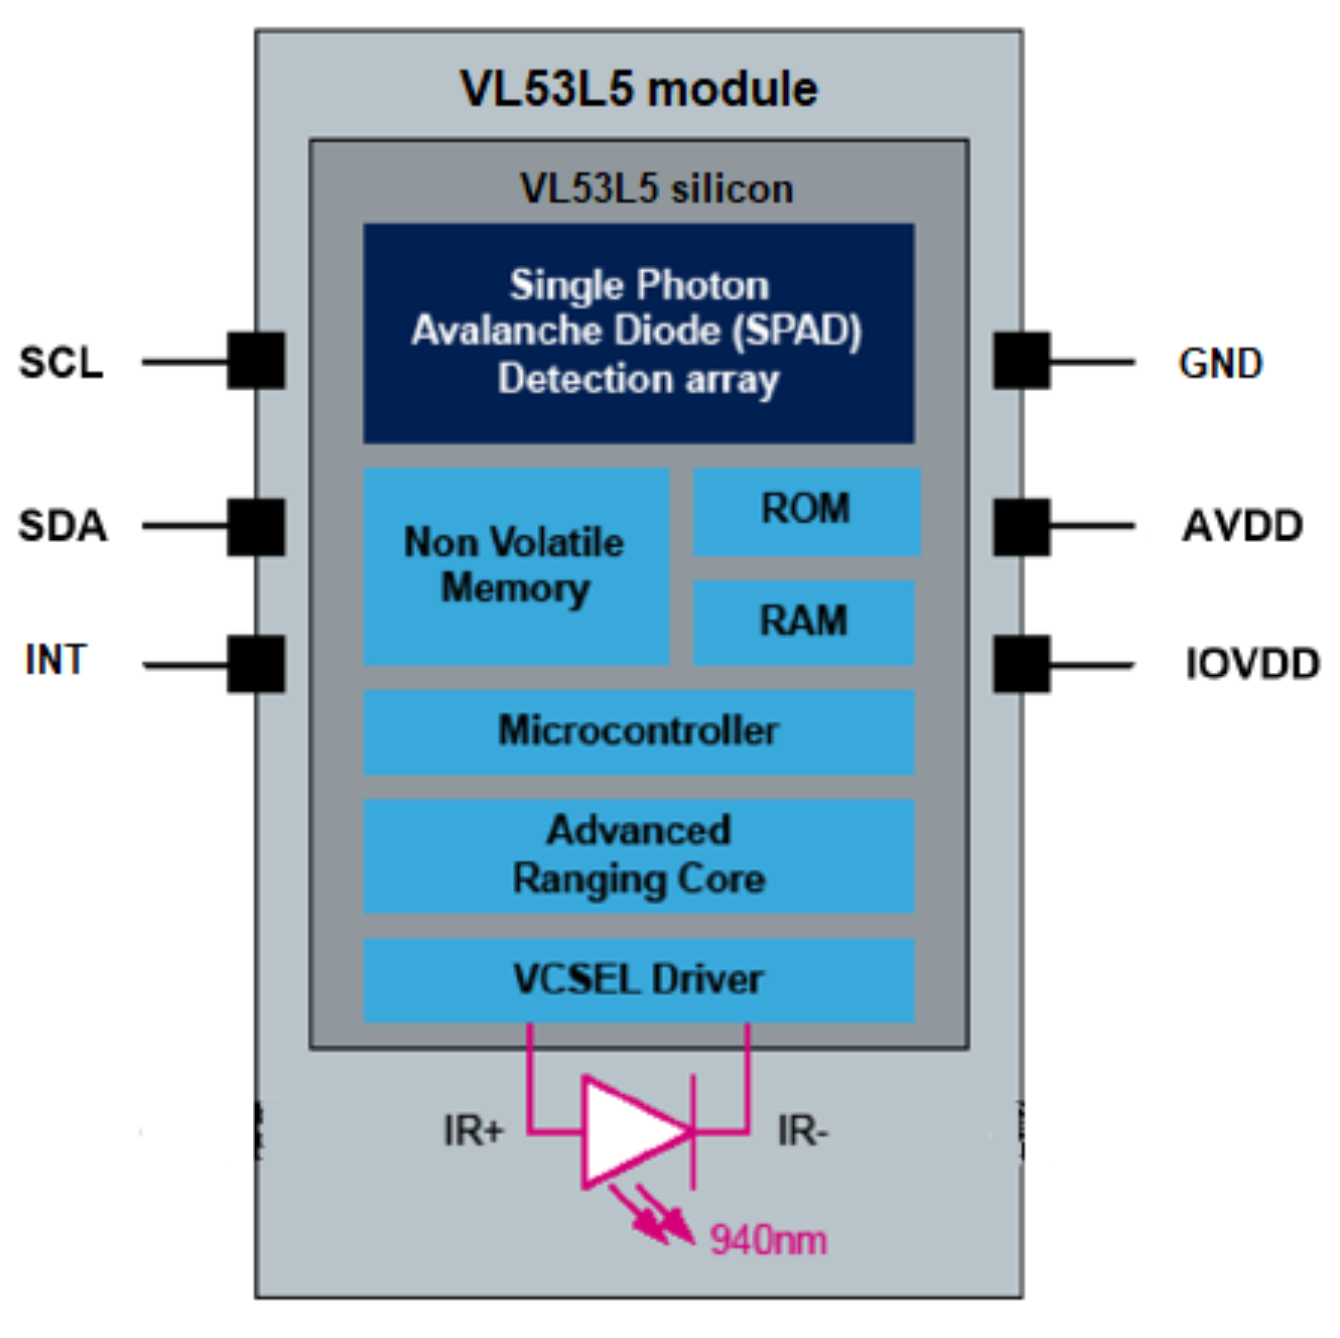 VL53L5 module
VL53L5 silicon
Single Photon
Avalanche Diode (SPAD)
Detection array
SCL
GND
ROM
Non Volatile
Memory
SDA
AVDD
RAM
INT
IOVDD
Microcontroller
Advanced
Ranging Core
VCSEL Driver
IR+
IR-
940nm